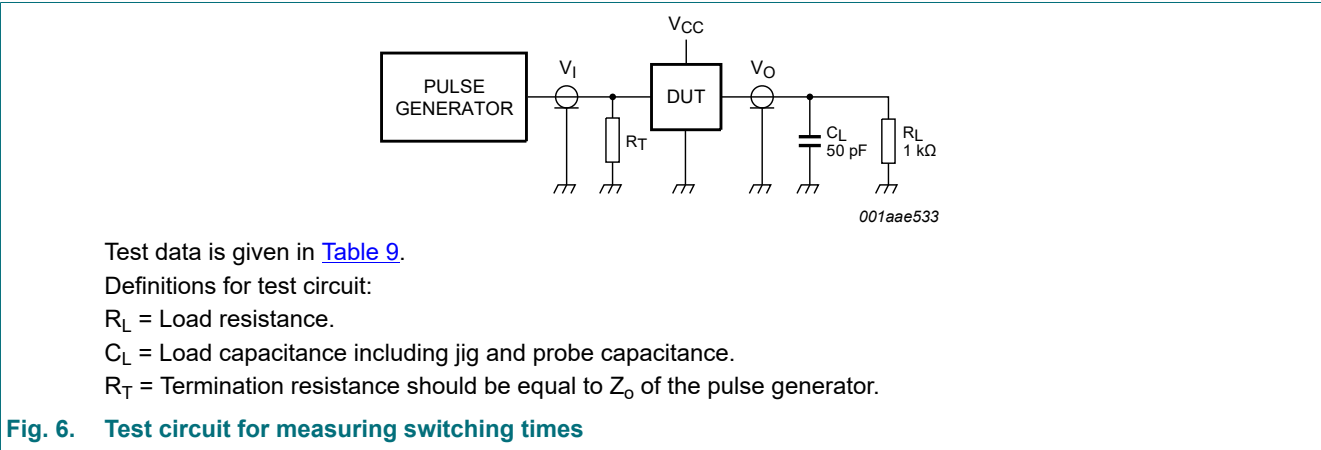 VCC
PULSE
GENERATOR
VI
DUT
VO
RT
CL
50 pF
RL
1 kΩ
001aae533
Test data is given in Table 9.
Definitions for test circuit:
RL = Load resistance.
CL = Load capacitance including jig and probe capacitance.
RT = Termination resistance should be equal to Zo of the pulse generator.
Fig. 6. Test circuit for measuring switching times